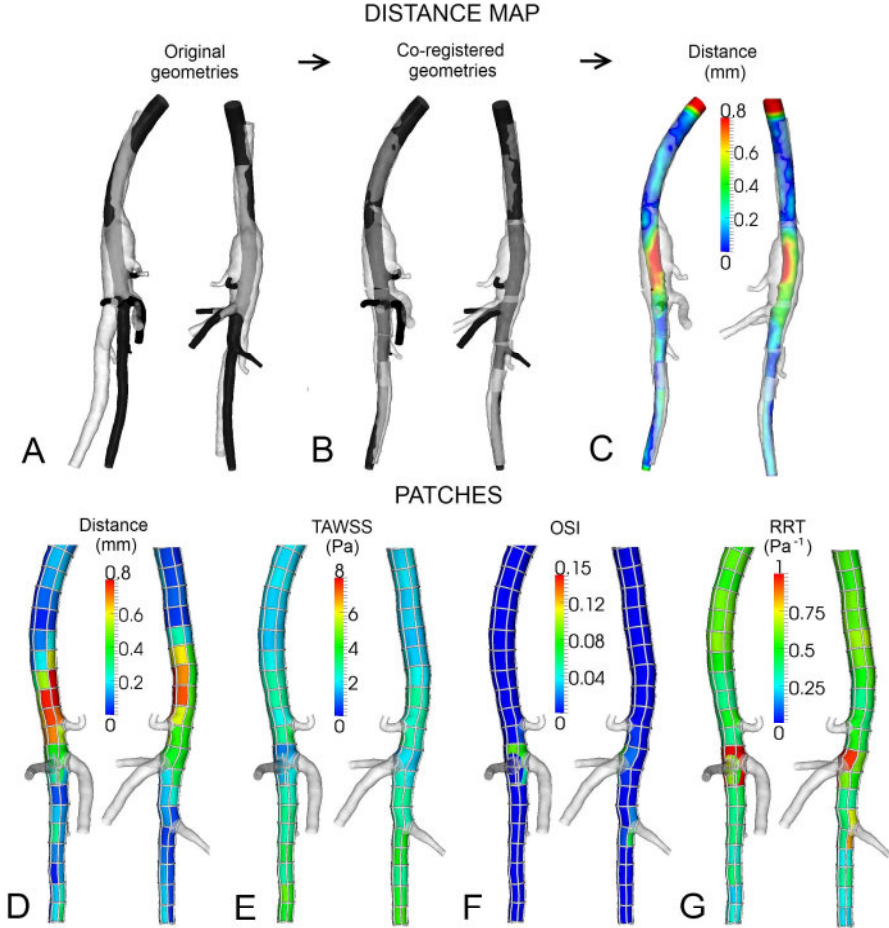 DISTANCE MAP
Original
geometries
Co-registered
geometries
Distance
(mm)
0.8
0.6
0.4
0.2
0
A
B
C
PATCHES
Distance
(mm)
0.8
0.6
0.4
0.2
0
TAWSS
(Pa)
8
6
4
2
0
OSI
0.15
0.12
0.08
0.04
0
RRT
(Pa⁻¹)
1
0.75
0.5
0.25
0
D
E
F
G